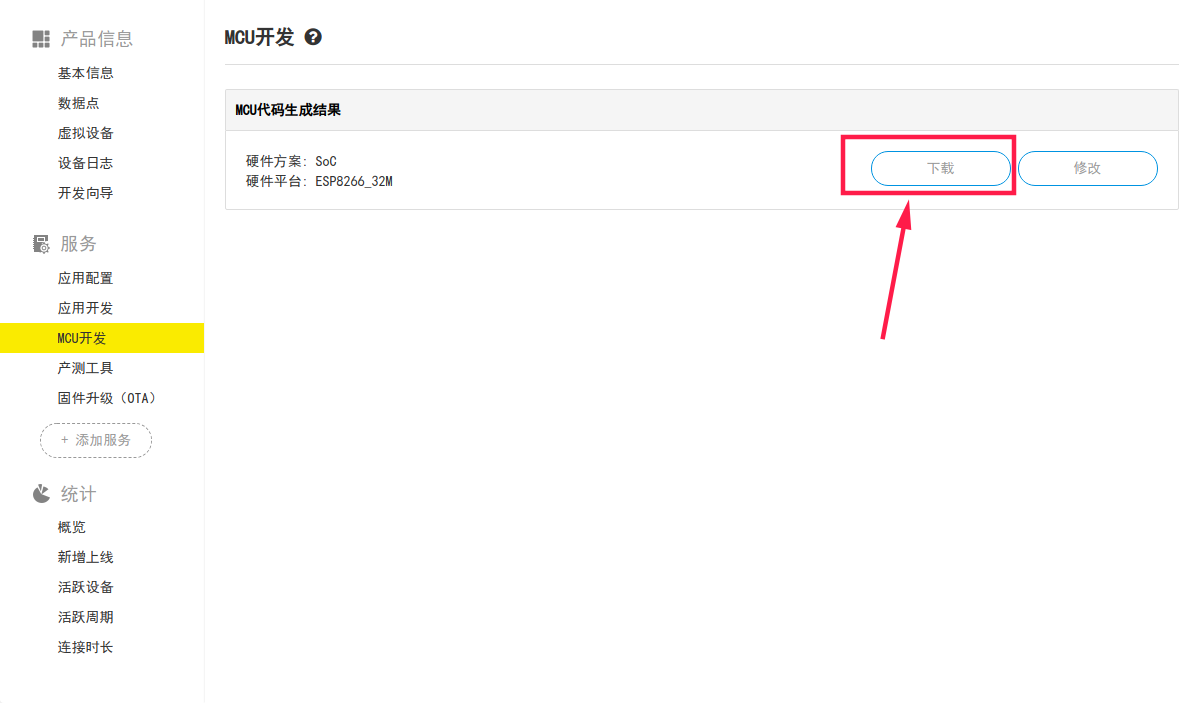 产品信息
基本信息
数据点
虚拟设备
设备日志
开发向导
服务
应用配置
应用开发
MCU开发
产测工具
固件升级（OTA）
+ 添加服务
统计
概览
新增上线
活跃设备
活跃周期
连接时长
MCU开发 ?
MCU代码生成结果
硬件方案: SoC
硬件平台: ESP8266_32M
下载
修改